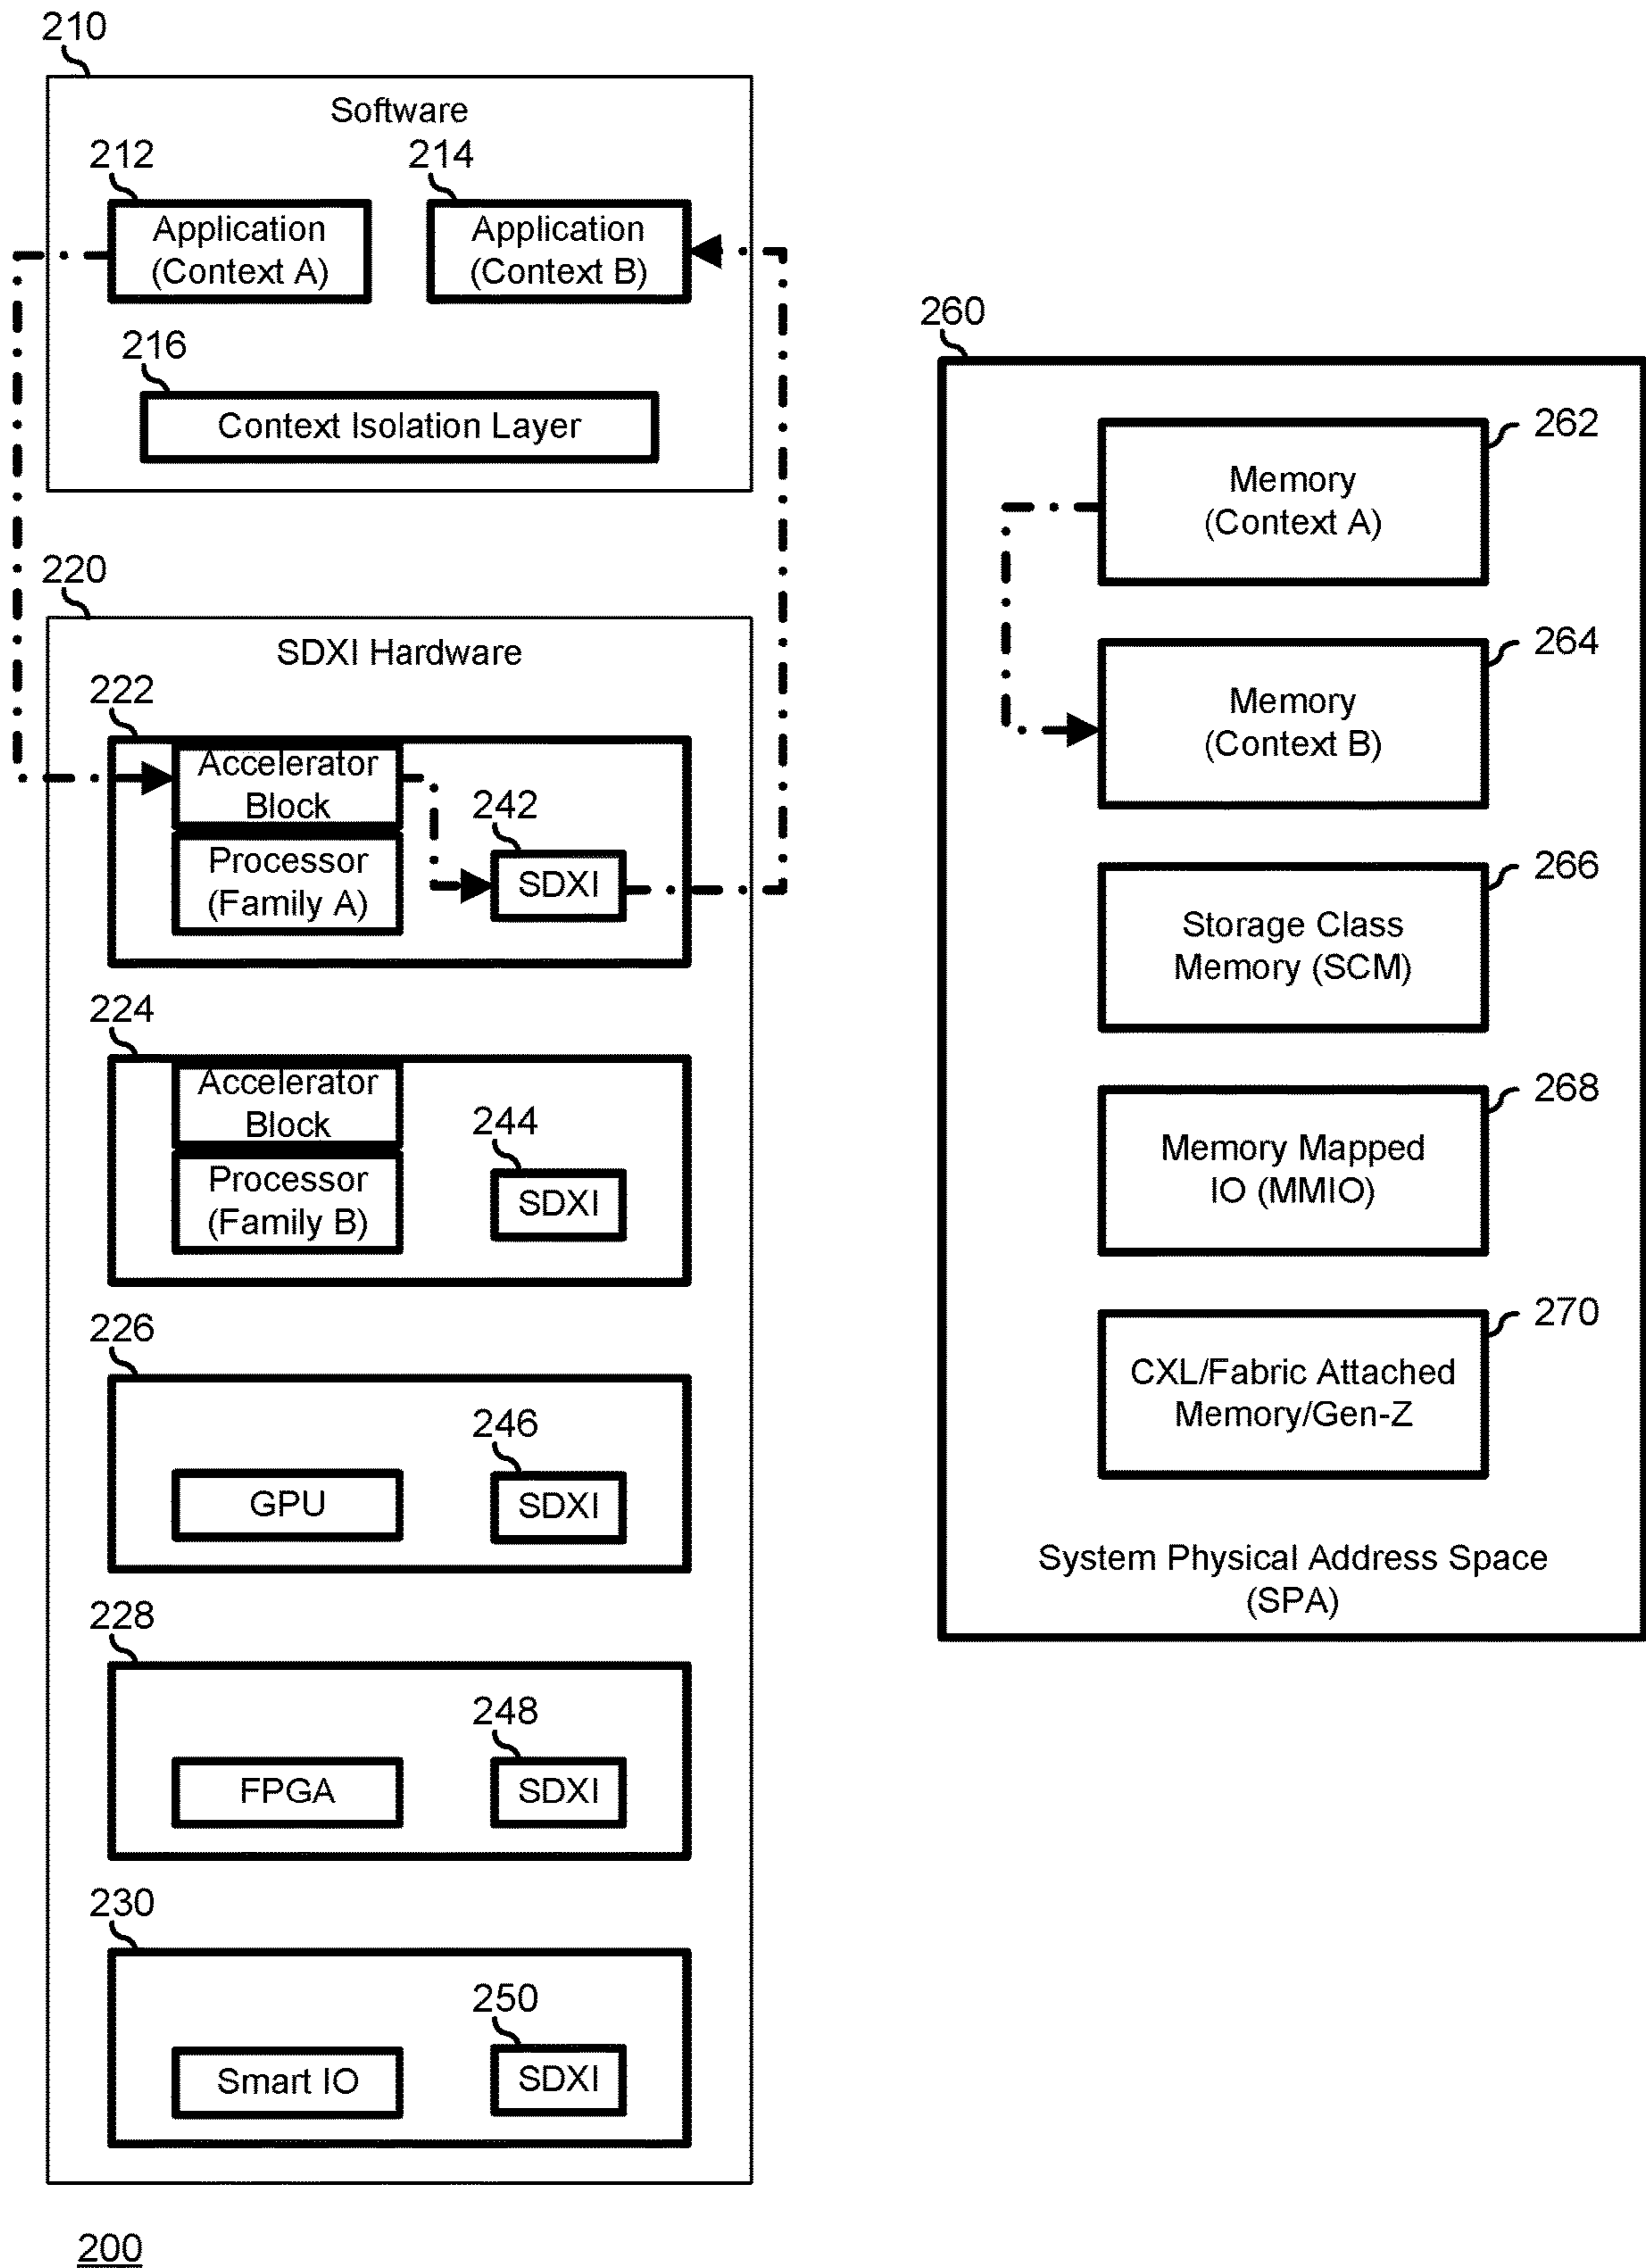 210
Software
212
214
Application
(Context A)
Application
(Context B)
216
Context Isolation Layer
220
SDXI Hardware
222
Accelerator
Block
Processor
(Family A)
242
SDXI
224
Accelerator
Block
Processor
(Family B)
244
SDXI
226
GPU
246
SDXI
228
FPGA
248
SDXI
230
Smart IO
250
SDXI
260
262
Memory
(Context A)
264
Memory
(Context B)
266
Storage Class
Memory (SCM)
268
Memory Mapped
IO (MMIO)
270
CXL/Fabric Attached
Memory/Gen-Z
System Physical Address Space
(SPA)
200